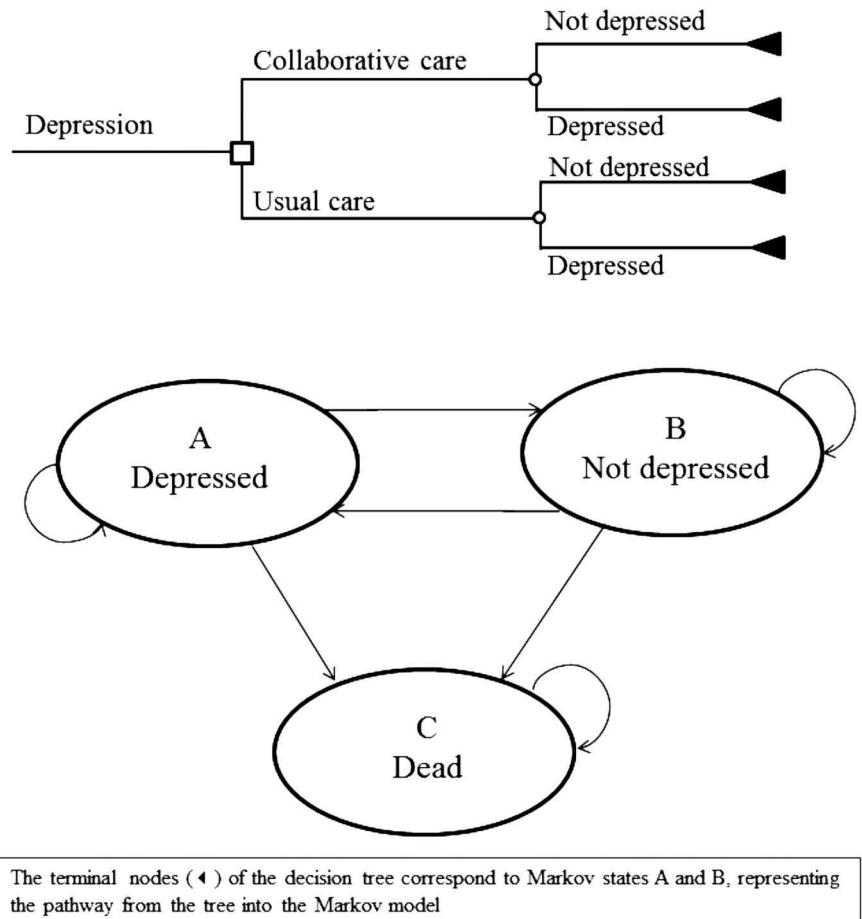 Not depressed
Collaborative care
Depression
Depressed
Not depressed
Usual care
Depressed
A
Depressed
B
Not depressed
C
Dead
The terminal nodes (◀) of the decision tree correspond to Markov states A and B, representing
the pathway from the tree into the Markov model